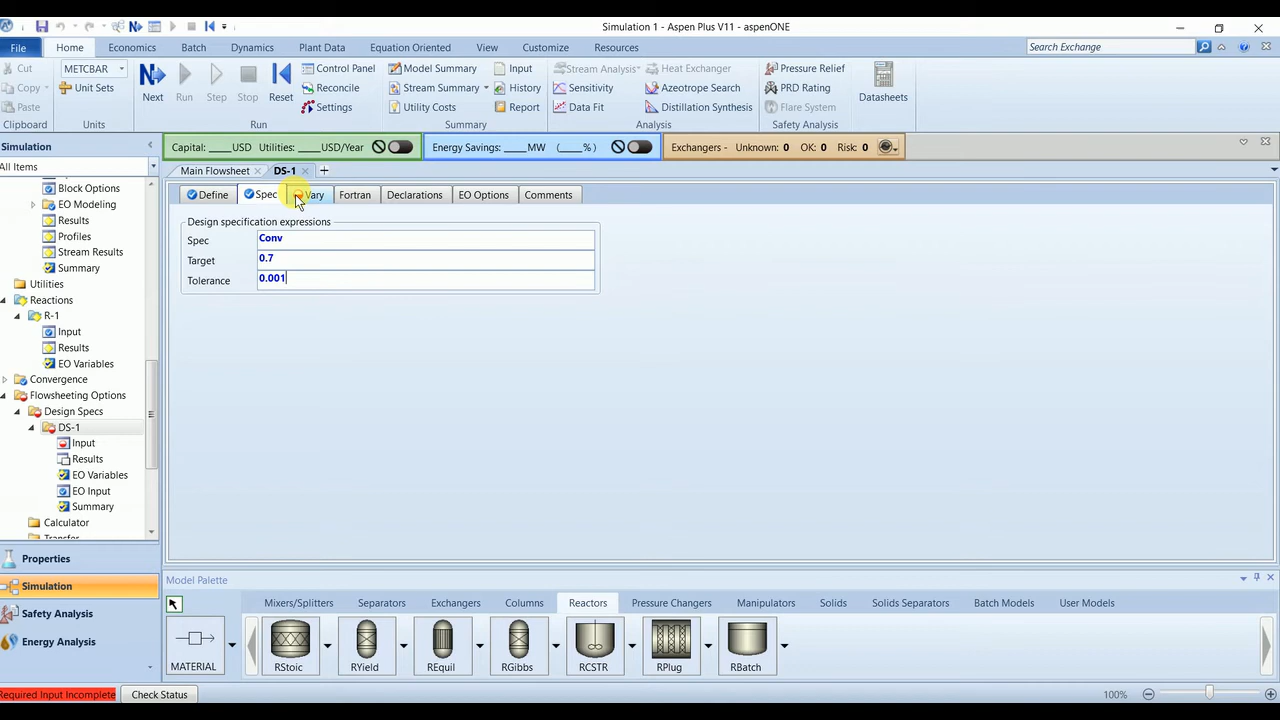 Simulation 1 - Aspen Plus V11 - aspenONE
File Home Economics Batch Dynamics Plant Data Equation Oriented View Customize Resources Search Exchange
Cut METCBAR Control Panel Model Summary Input Stream Analysis Heat Exchanger Pressure Relief
Copy Unit Sets Next Run Step Stop Reset Reconcile Stream Summary History Sensitivity Azeotrope Search PRD Rating Datasheets
Paste Settings Utility Costs Report Data Fit Distillation Synthesis Flare System
Clipboard Units Run Summary Analysis Safety Analysis
Simulation Capital: ____USD Utilities: ____USD/Year Energy Savings: ____MW (____%) Exchangers - Unknown: 0 OK: 0 Risk: 0
All Items Main Flowsheet DS-1 +
Define Spec Vary Fortran Declarations EO Options Comments
Design specification expressions
Spec Conv
Target 0.7
Tolerance 0.001
Block Options
EO Modeling
Results
Profiles
Stream Results
Summary
Utilities
Reactions
R-1
Input
Results
EO Variables
Convergence
Flowsheeting Options
Design Specs
DS-1
Input
Results
EO Variables
EO Input
Summary
Calculator
Transfer
Properties
Simulation
Safety Analysis
Energy Analysis
Model Palette
Mixers/Splitters Separators Exchangers Columns Reactors Pressure Changers Manipulators Solids Solids Separators Batch Models User Models
MATERIAL RStoic RYield REquil RGibbs RCSTR RPlug RBatch
Required Input Incomplete Check Status 100%